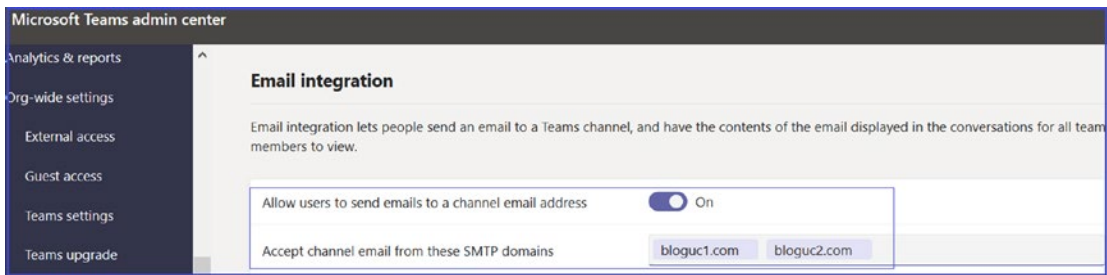 Microsoft Teams admin center
Analytics & reports
Org-wide settings
External access
Guest access
Teams settings
Teams upgrade
Email integration
Email integration lets people send an email to a Teams channel, and have the contents of the email displayed in the conversations for all team
members to view.
Allow users to send emails to a channel email address On
Accept channel email from these SMTP domains bloguc1.com bloguc2.com